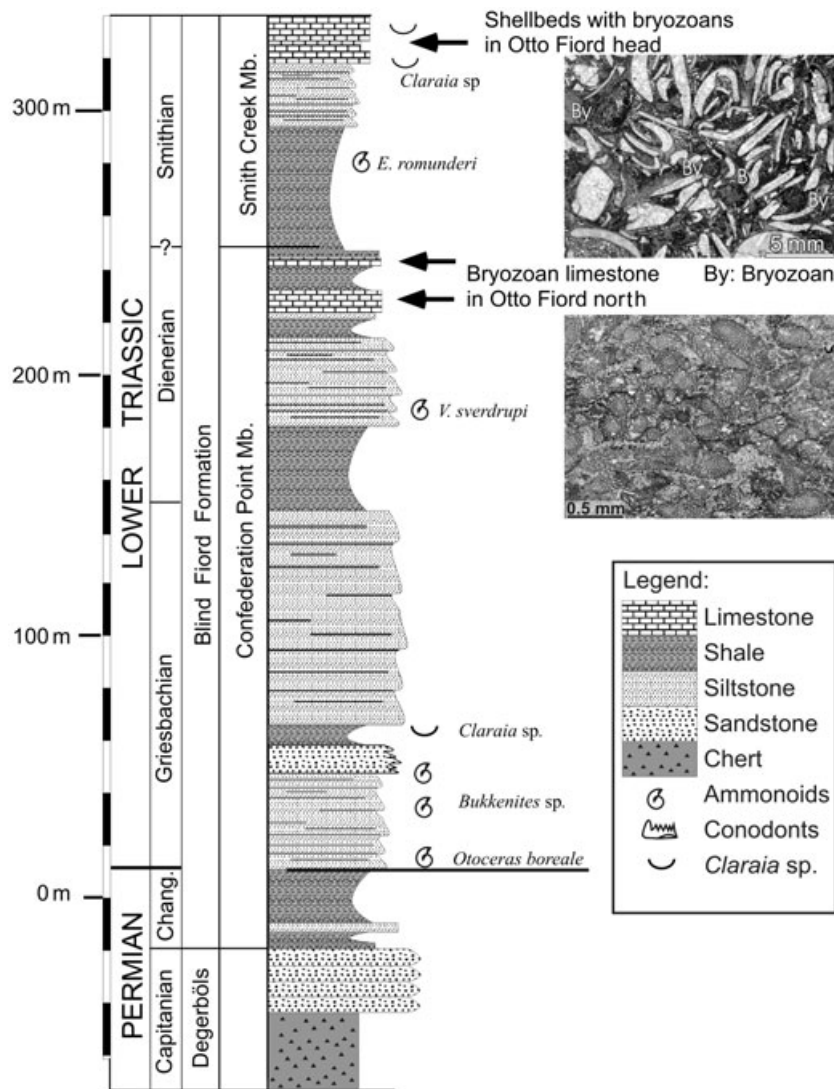 Shellbeds with bryozoans
in Otto Fiord head
Claraia sp
300 m
By
By
B
By
5 mm
Smithian
Smith Creek Mb.
E. romunderi
-?
Bryozoan limestone
in Otto Fiord north
By: Bryozoan
TRIASSIC
Dienerian
200 m
V. sverdrupi
0.5 mm
LOWER
Blind Fiord Formation
Confederation Point Mb.
Legend:
Limestone
Shale
Siltstone
Sandstone
Chert
Ammonoids
Conodonts
Claraia sp.
100 m
Griesbachian
Claraia sp.
Bukkenites sp.
Otoceras boreale
0 m
Chang.
PERMIAN
Capitanian
Degerböls